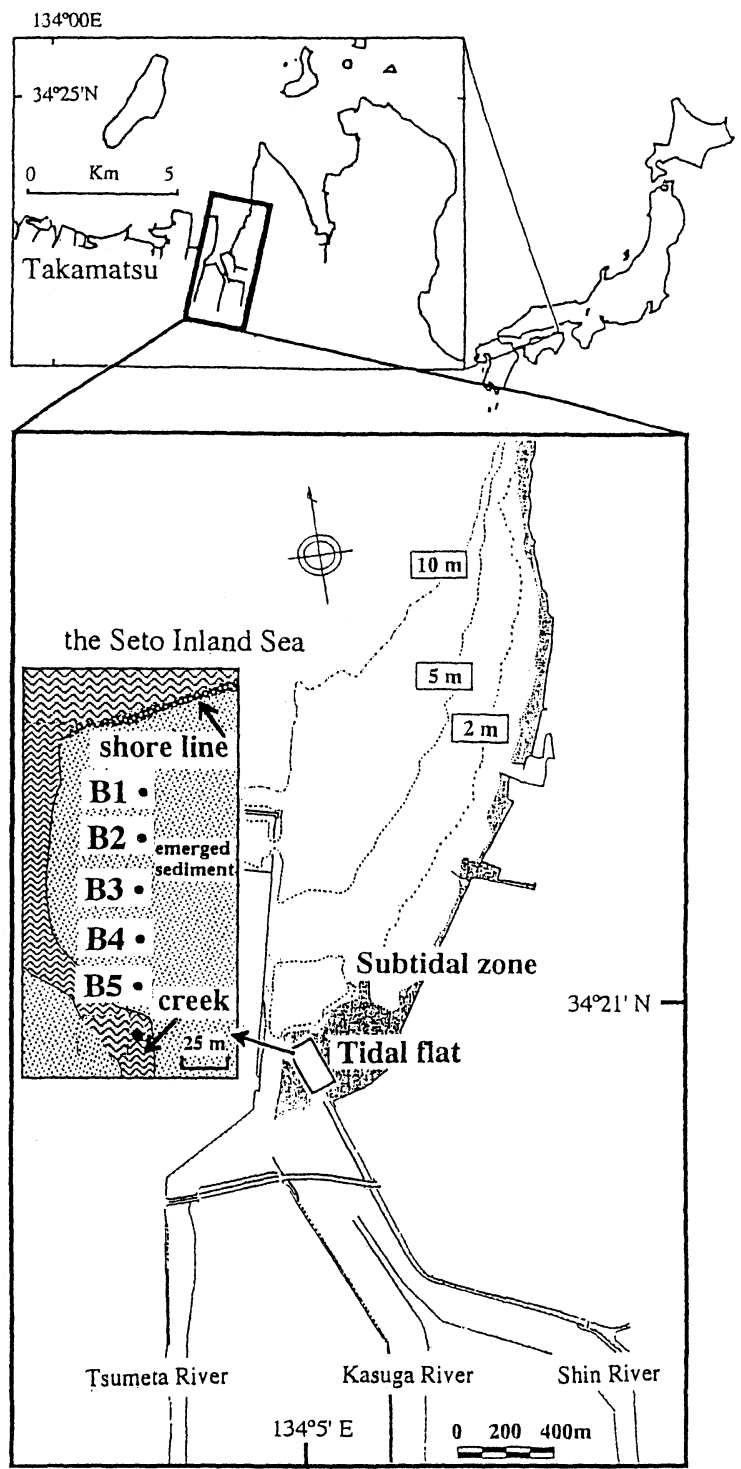 134°00E
34°25'N
0 Km 5
Takamatsu
10 m
the Seto Inland Sea
5 m
2 m
shore line
B1
B2
emerged
sediment
B3
B4
Subtidal zone
B5
creek
34°21' N
25 m
Tidal flat
Tsumeta River
Kasuga River
Shin River
134°5' E
0 200 400m